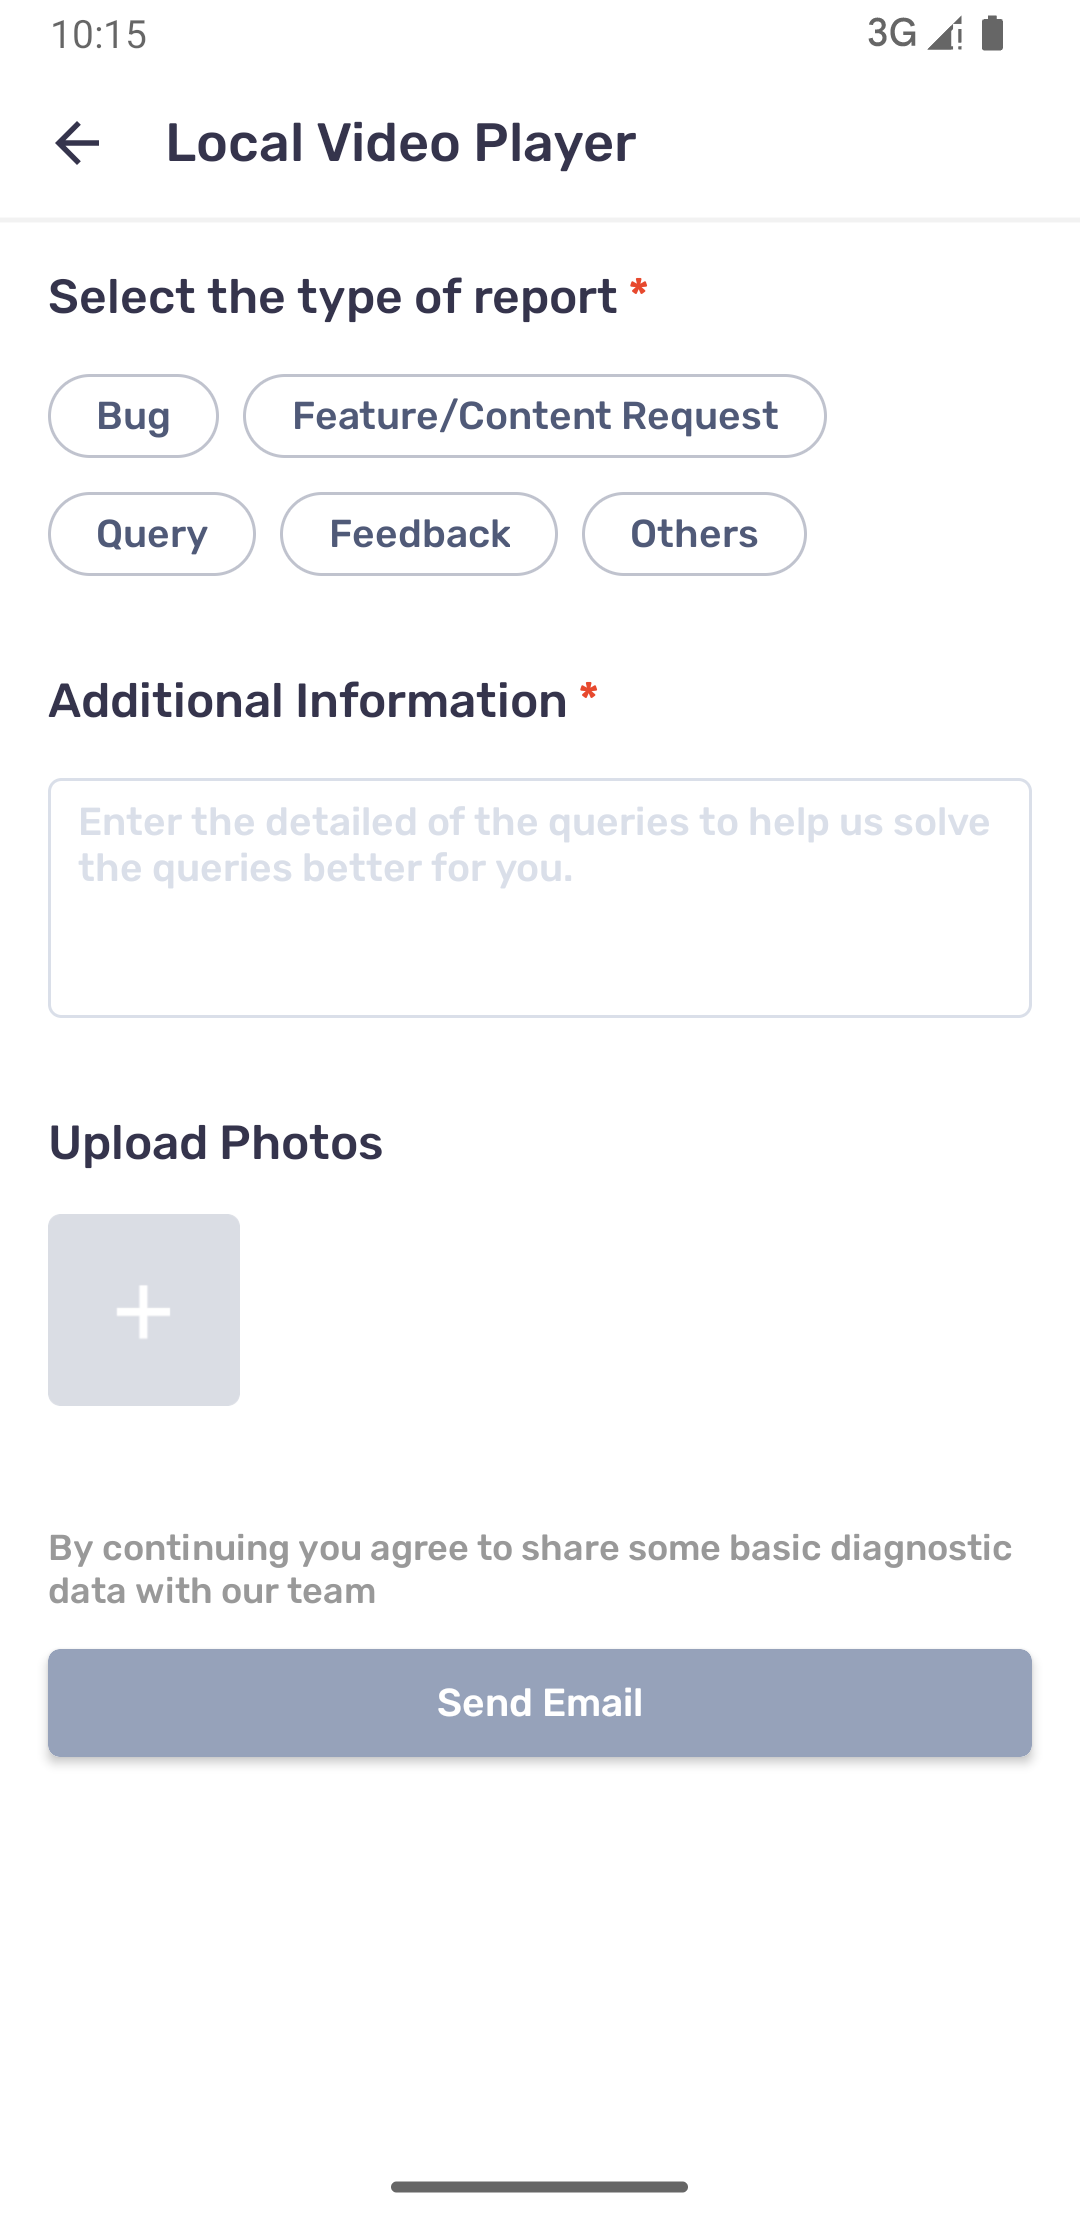 10:15
3G
Local Video Player
Select the type of report *
Bug
Feature/Content Request
Query
Feedback
Others
Additional Information *
Enter the detailed of the queries to help us solve
the queries better for you.
Upload Photos
By continuing you agree to share some basic diagnostic
data with our team
Send Email